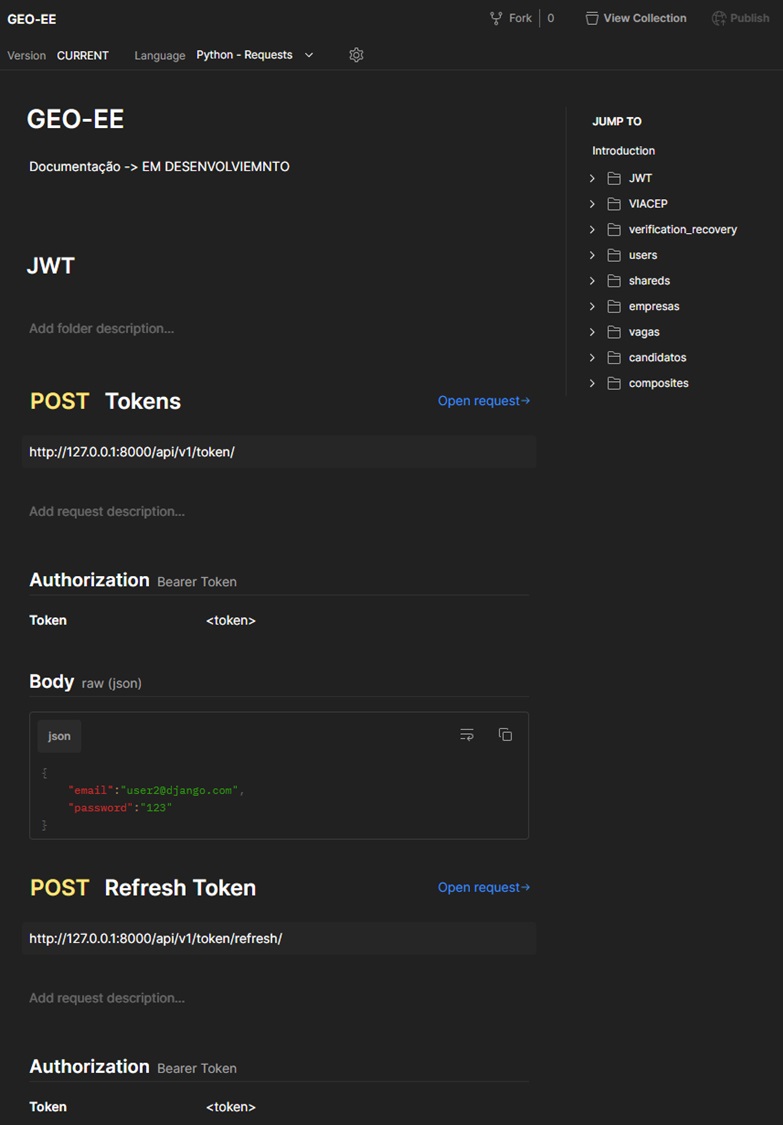 GEO-EE
Fork 0 View Collection Publish
Version CURRENT Language Python - Requests
GEO-EE
Documentação -> EM DESENVOLVIEMNTO
JWT
Add folder description...
POST Tokens Open request→
http://127.0.0.1:8000/api/v1/token/
Add request description...
Authorization Bearer Token
Token <token>
Body raw (json)
json
{
"email":"user2@django.com",
"password":"123"
}
POST Refresh Token Open request→
http://127.0.0.1:8000/api/v1/token/refresh/
Add request description...
Authorization Bearer Token
Token <token>
JUMP TO
Introduction
JWT
VIACEP
verification_recovery
users
shareds
empresas
vagas
candidatos
composites